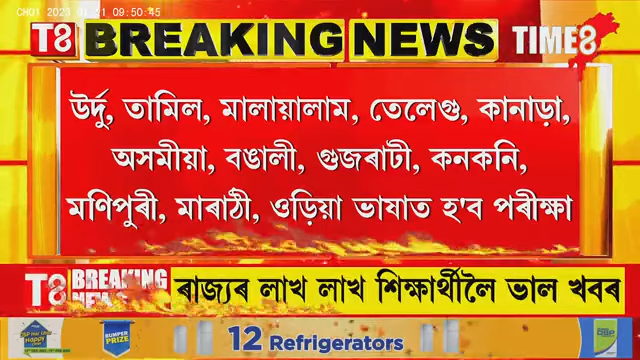 CH01 2023 01 21 09:50:45
T8 BREAKING NEWS TIME8
উৰ্দু, তামিল, মালায়ালাম, তেলেগু, কানাড়া,
অসমীয়া, বঙালী, গুজৰাটী, কনকনি,
মণিপুৰী, মাৰাঠী, ওড়িয়া ভাষাত হ'ব পৰীক্ষা
T8 BREAKING NEWS ৰাজ্যৰ লাখ লাখ শিক্ষাৰ্থীলৈ ভাল খবৰ
BUMPER PRIZE 12 Refrigerators